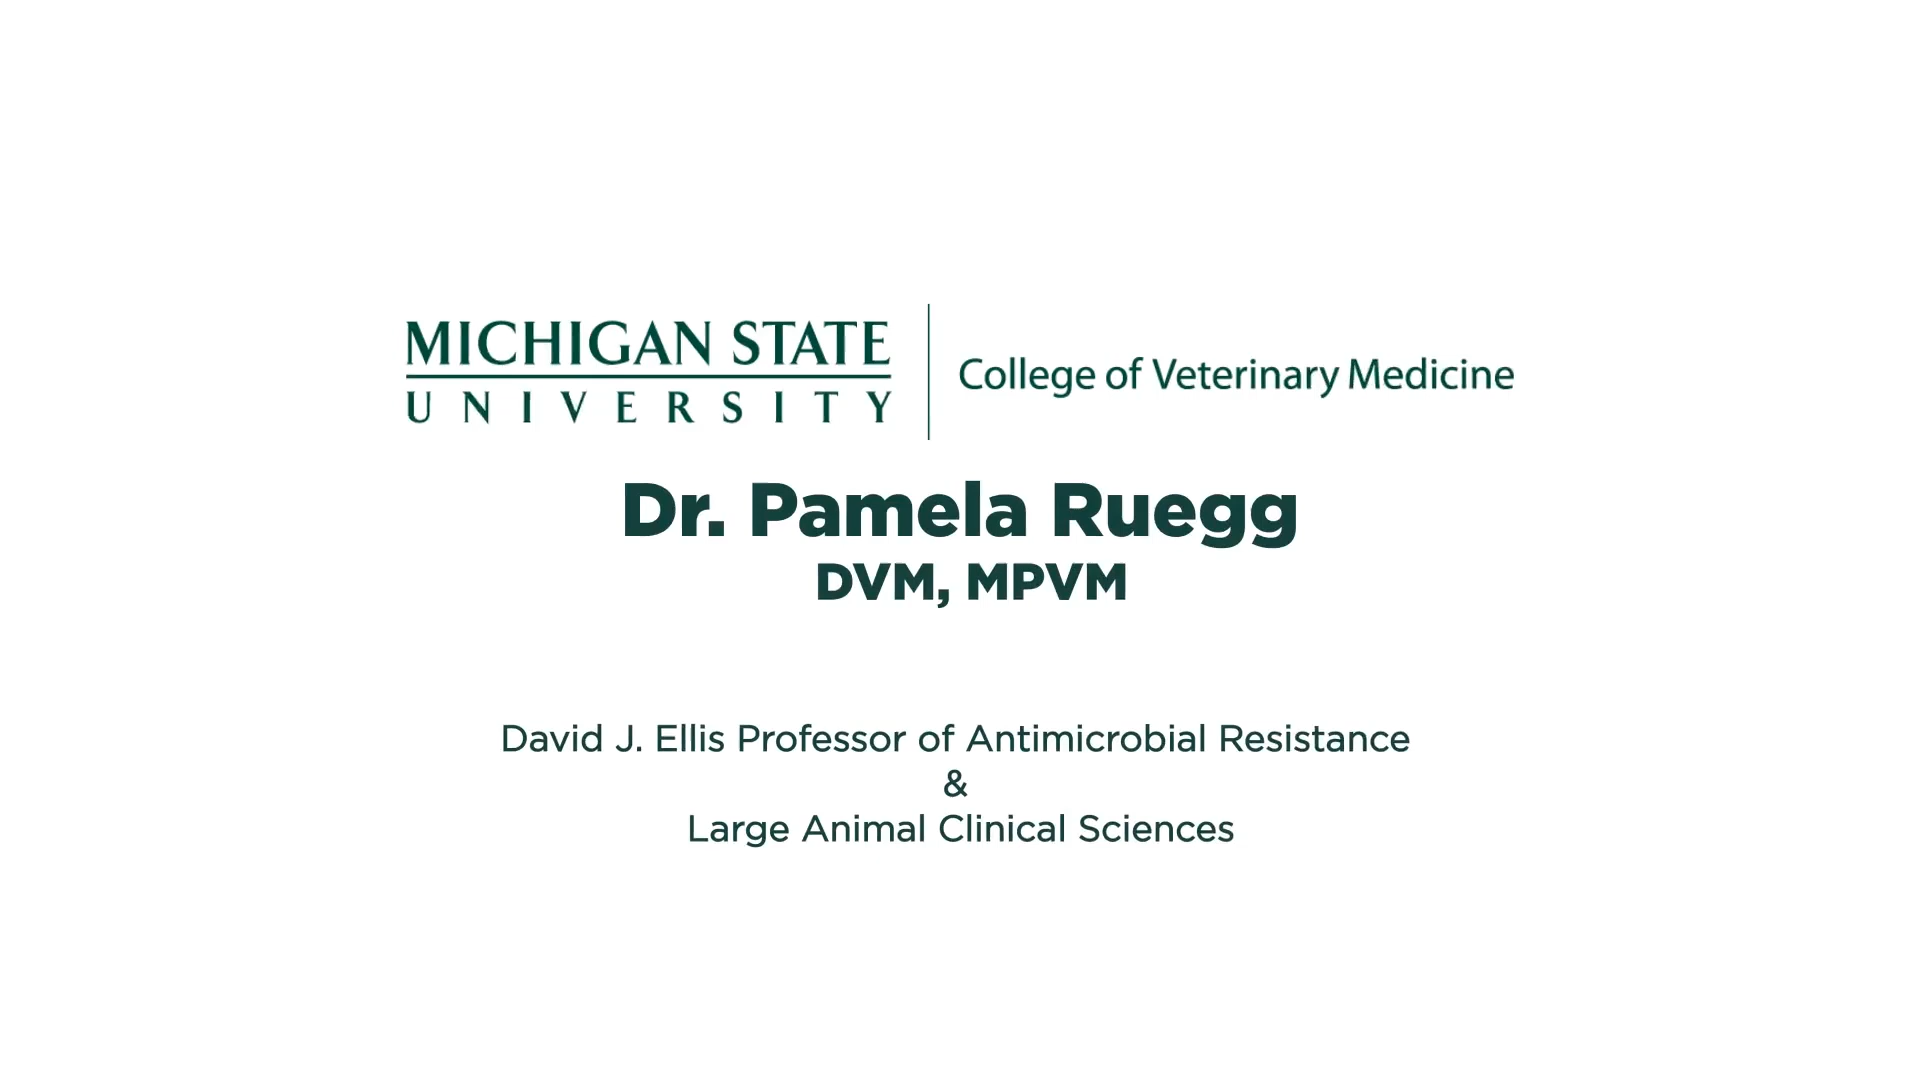 MICHIGAN STATE
UNIVERSITY
College of Veterinary Medicine
Dr. Pamela Ruegg
DVM, MPVM
David J. Ellis Professor of Antimicrobial Resistance
&
Large Animal Clinical Sciences